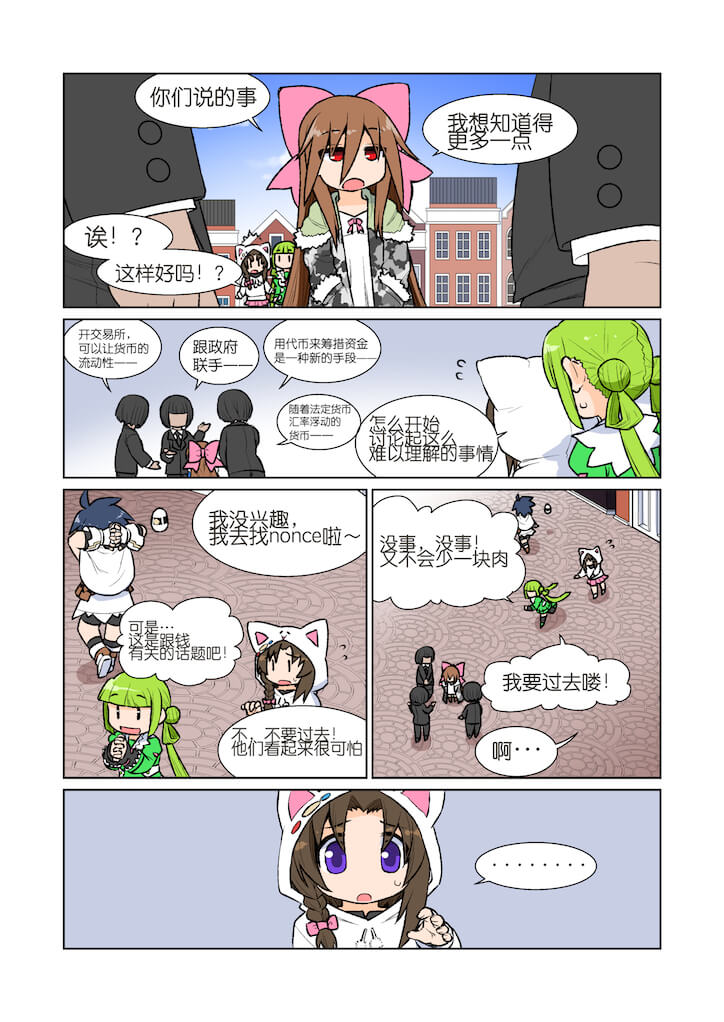 你们说的事
我想知道得
更多一点
诶！？
这样好吗！？
开交易所，
可以让货币的
流动性——
跟政府
联手——
用代币来筹措资金
是一种新的手段——
随着法定货币
汇率浮动的
货币——
怎么开始
讨论起这么
难以理解的事情
我没兴趣，
我去找nonce啦～
可是…
这是跟钱
有关的话题吧！
不，不要过去！
他们看起来很可怕
没事，没事！
又不会少一块肉
我要过去喽！
啊···
········